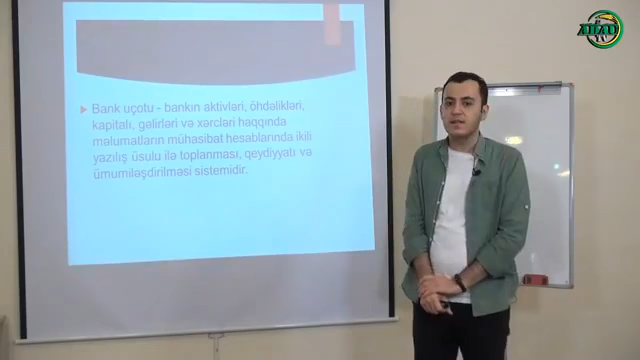 Bank uçotu - bankın aktivləri, öhdəlikləri,
kapitalı, gəlirləri və xərcləri haqqında
məlumatların mühasibat hesablarında ikili
yazılış üsulu ilə toplanması, qeydiyyatı və
ümumiləşdirilməsi sistemidir.